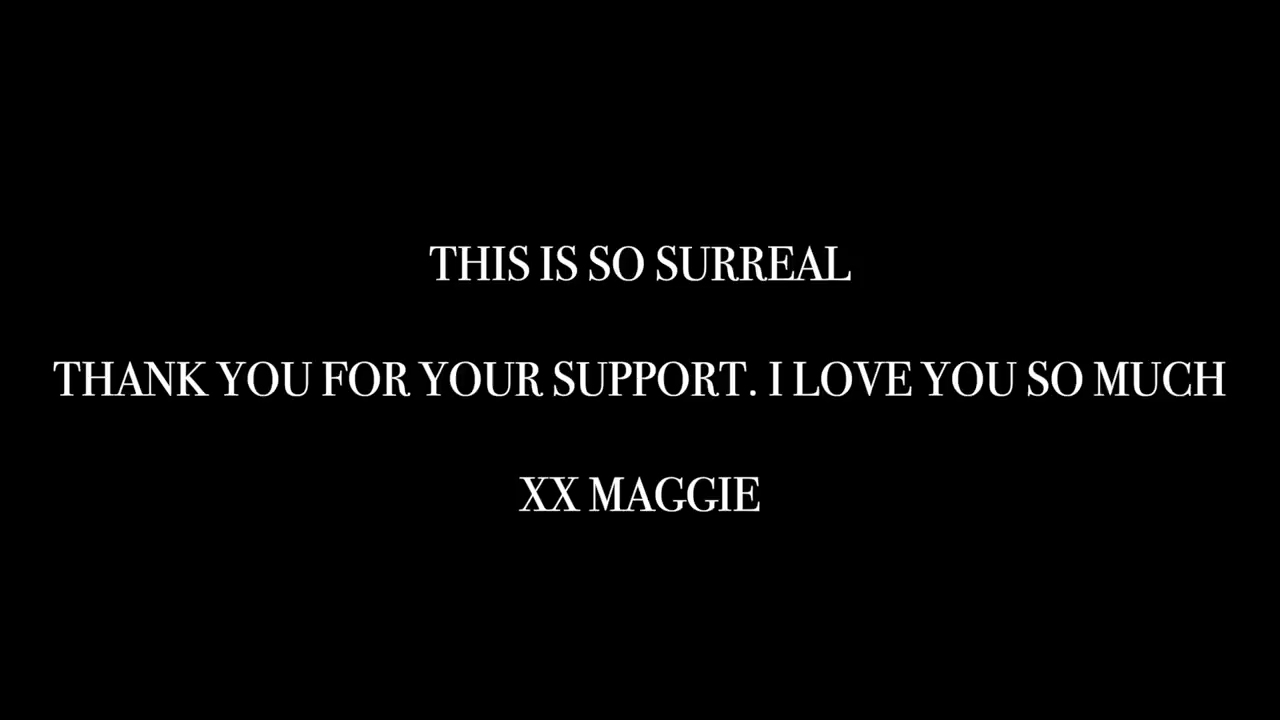 THIS IS SO SURREAL
THANK YOU FOR YOUR SUPPORT. I LOVE YOU SO MUCH
XX MAGGIE